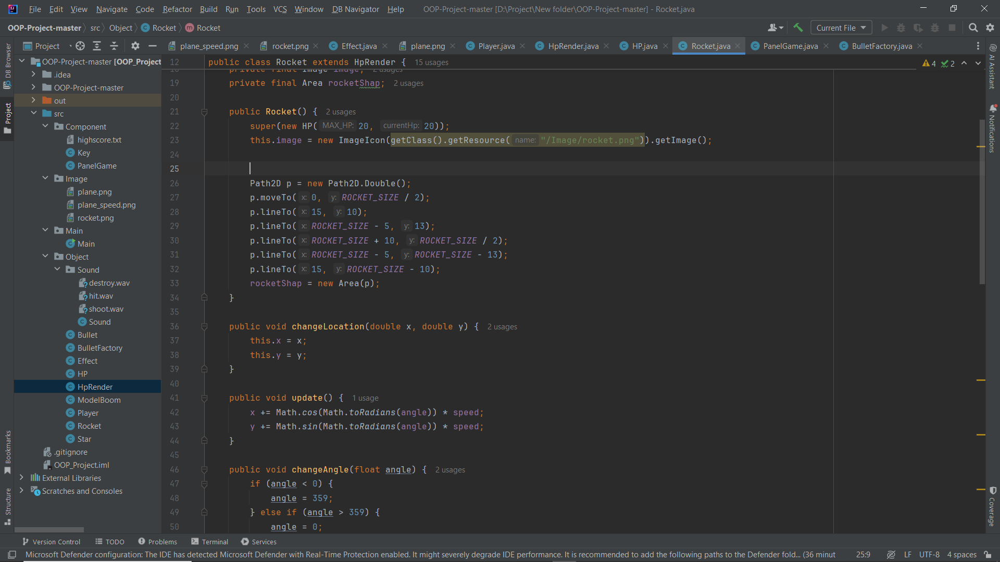 File Edit View Navigate Code Refactor Build Run Tools VCS Window DB Navigator Help OOP-Project-master [D:\Project\New folder\OOP-Project-master] - Rocket.java
OOP-Project-master src Object Rocket Rocket Current File
Project plane_speed.png rocket.png Effect.java plane.png Player.java HpRender.java HP.java Rocket.java PanelGame.java BulletFactory.java
DB Browser
Project
Bookmarks
Structure
OOP-Project-master [OOP_Project
.idea
OOP-Project-master
out
src
Component
highscore.txt
Key
PanelGame
Image
plane.png
plane_speed.png
rocket.png
Main
Main
Object
Sound
destroy.wav
hit.wav
shoot.wav
Sound
Bullet
BulletFactory
Effect
HP
HpRender
ModelBoom
Player
Rocket
Star
.gitignore
OOP_Project.iml
External Libraries
Scratches and Consoles
12 public class Rocket extends HpRender { 15 usages
4 2
18 private final Image image; 2 usages
19 private final Area rocketShap; 2 usages
20
21 public Rocket() { 2 usages
22 super(new HP( MAX_HP: 20, currentHp: 20));
23 this.image = new ImageIcon(getClass().getResource( name: "/Image/rocket.png")).getImage();
24
25
26 Path2D p = new Path2D.Double();
27 p.moveTo( x: 0, y: ROCKET_SIZE / 2);
28 p.lineTo( x: 15, y: 10);
29 p.lineTo( x: ROCKET_SIZE - 5, y: 13);
30 p.lineTo( x: ROCKET_SIZE + 10, y: ROCKET_SIZE / 2);
31 p.lineTo( x: ROCKET_SIZE - 5, y: ROCKET_SIZE - 13);
32 p.lineTo( x: 15, y: ROCKET_SIZE - 10);
33 rocketShap = new Area(p);
34 }
35
36 public void changeLocation(double x, double y) { 2 usages
37 this.x = x;
38 this.y = y;
39 }
40
41 public void update() { 1 usage
42 x += Math.cos(Math.toRadians(angle)) * speed;
43 y += Math.sin(Math.toRadians(angle)) * speed;
44 }
45
46 public void changeAngle(float angle) { 2 usages
47 if (angle < 0) {
48 angle = 359;
49 } else if (angle > 359) {
50 angle = 0;
AI Assistant
Notifications
Coverage
Version Control TODO Problems Terminal Services
Microsoft Defender configuration: The IDE has detected Microsoft Defender with Real-Time Protection enabled. It might severely degrade IDE performance. It is recommended to add the following paths to the Defender fold... (36 minut 25:9 LF UTF-8 4 spaces